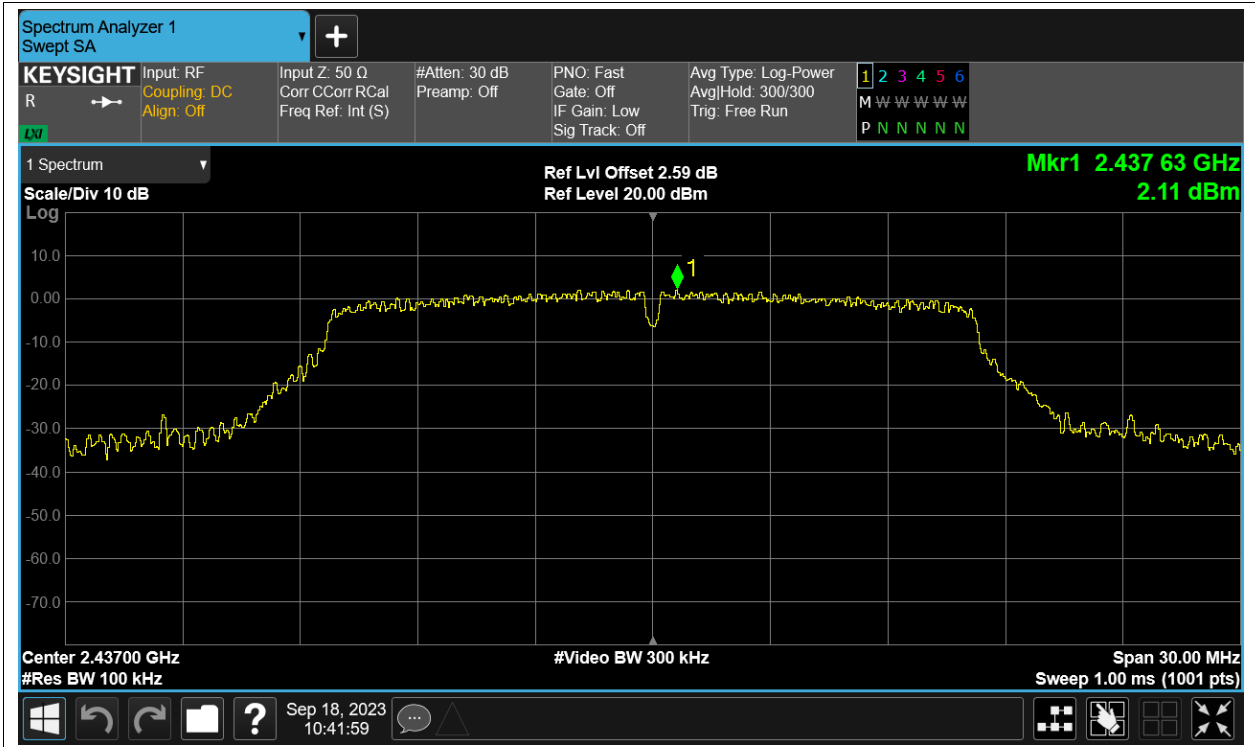 Spectrum Analyzer 1
Swept SA
KEYSIGHT
R
LXI
Input: RF
Coupling: DC
Align: Off
Input Z: 50 Ω
Corr CCorr RCal
Freq Ref: Int (S)
#Atten: 30 dB
Preamp: Off
PNO: Fast
Gate: Off
IF Gain: Low
Sig Track: Off
Avg Type: Log-Power
Avg|Hold: 300/300
Trig: Free Run
1 2 3 4 5 6
M W W W W W
P N N N N N
1 Spectrum
Scale/Div 10 dB
Log
Ref Lvl Offset 2.59 dB
Ref Level 20.00 dBm
Mkr1 2.437 63 GHz
2.11 dBm
1
10.0
0.00
-10.0
-20.0
-30.0
-40.0
-50.0
-60.0
-70.0
Center 2.43700 GHz
#Res BW 100 kHz
#Video BW 300 kHz
Span 30.00 MHz
Sweep 1.00 ms (1001 pts)
?
Sep 18, 2023
10:41:59